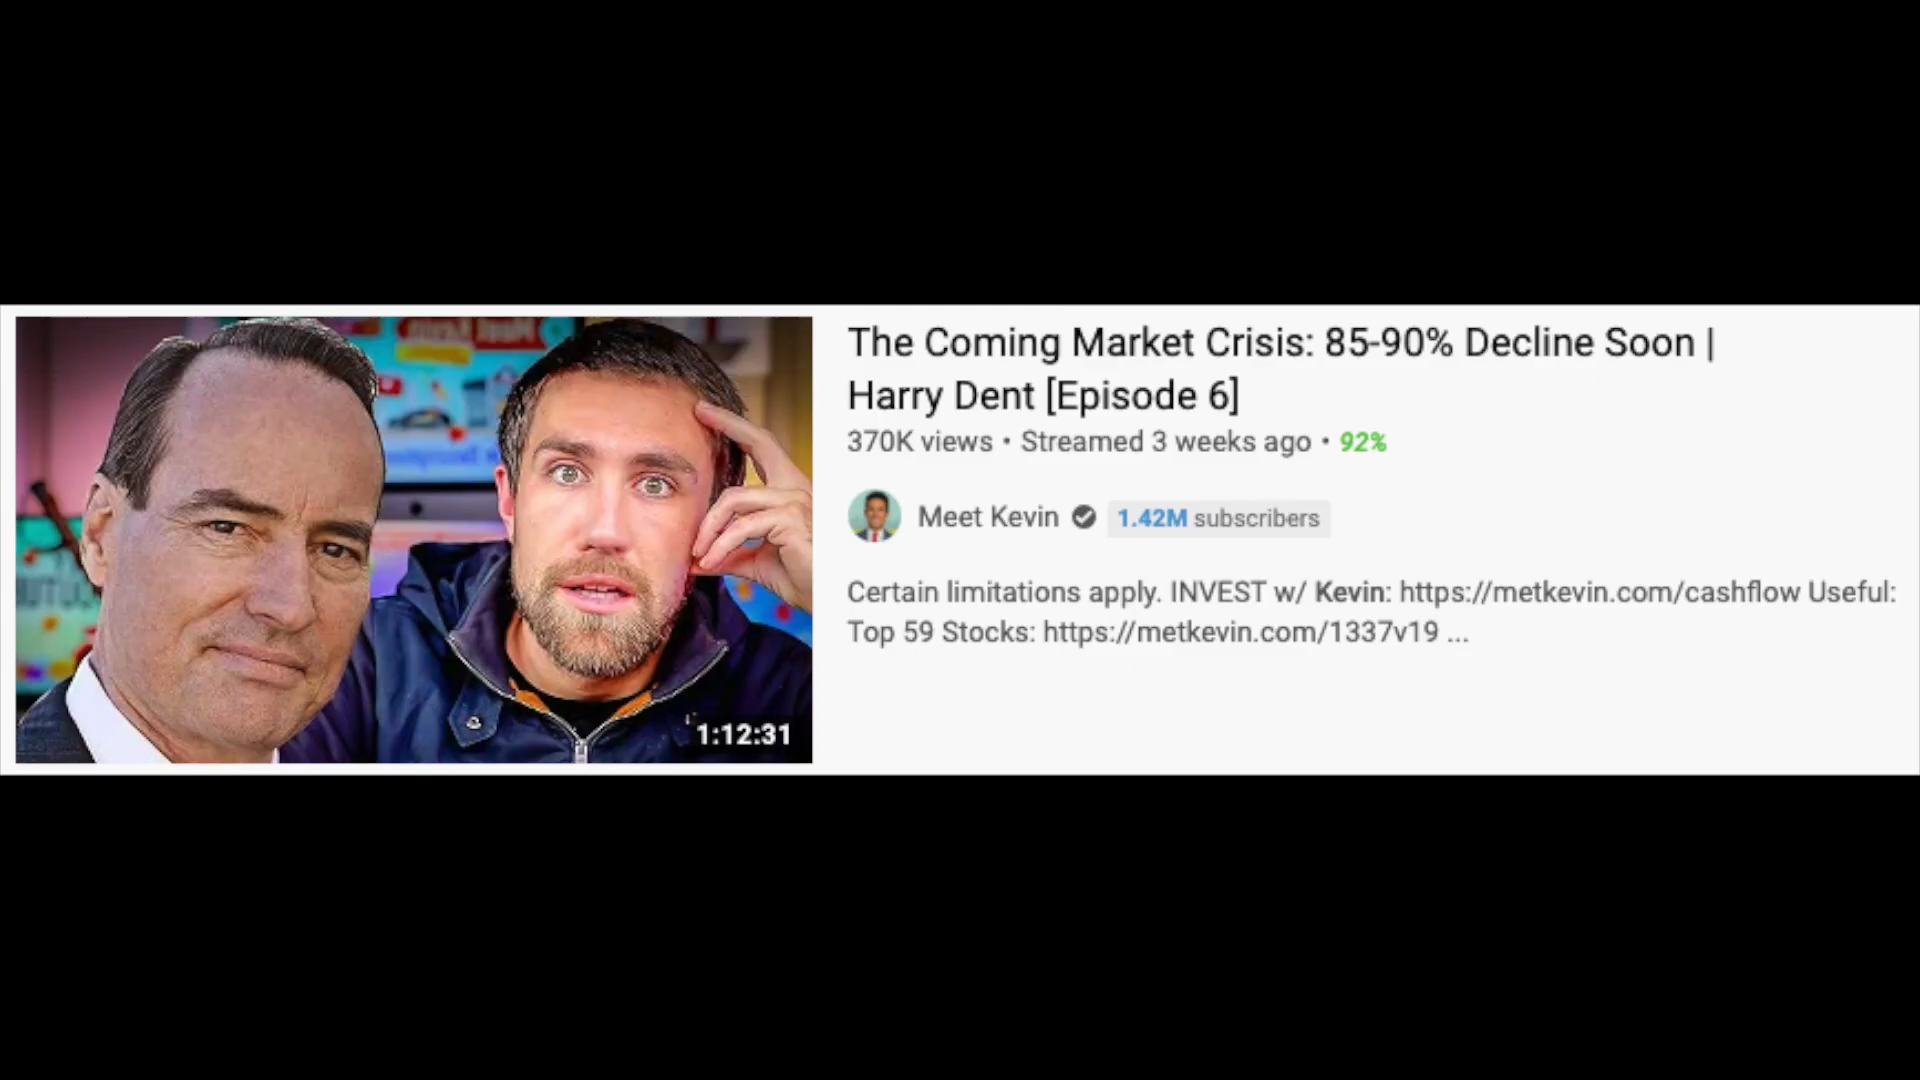 The Coming Market Crisis: 85-90% Decline Soon |
Harry Dent [Episode 6]
370K views • Streamed 3 weeks ago • 92%
Meet Kevin 1.42M subscribers
Certain limitations apply. INVEST w/ Kevin: https://metkevin.com/cashflow Useful:
Top 59 Stocks: https://metkevin.com/1337v19 ...
1:12:31